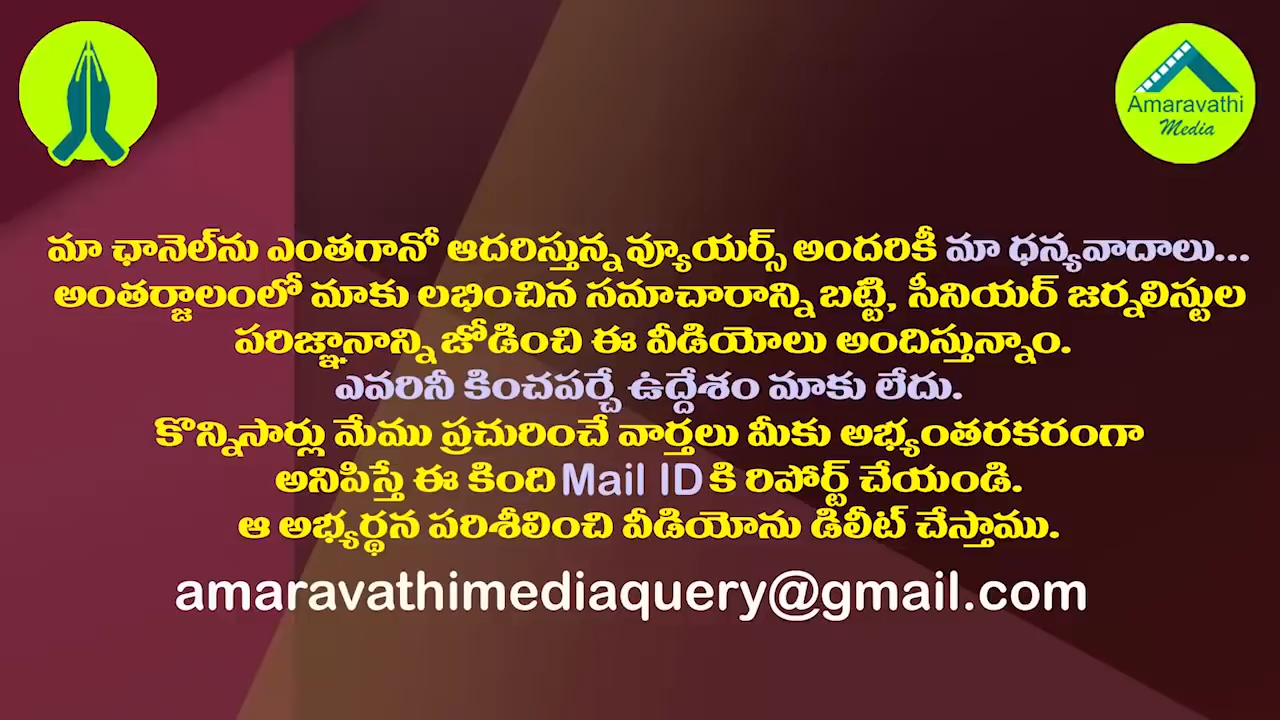 Amaravathi
Media
మా ఛానెల్‌ను ఎంతగానో ఆదరిస్తున్న వ్యూయర్స్ అందరికీ మా ధన్యవాదాలు...
అంతర్జాలంలో మాకు లభించిన సమాచారాన్ని బట్టి, సీనియర్ జర్నలిస్టుల
పరిజ్ఞానాన్ని జోడించి ఈ వీడియోలు అందిస్తున్నాం.
ఎవరినీ కించపర్చే ఉద్దేశం మాకు లేదు.
కొన్నిసార్లు మేము ప్రచురించే వార్తలు మీకు అభ్యంతరకరంగా
అనిపిస్తే ఈ కింది Mail ID కి రిపోర్ట్ చేయండి.
ఆ అభ్యర్థన పరిశీలించి వీడియోను డిలీట్ చేస్తాము.
amaravathimediaquery@gmail.com